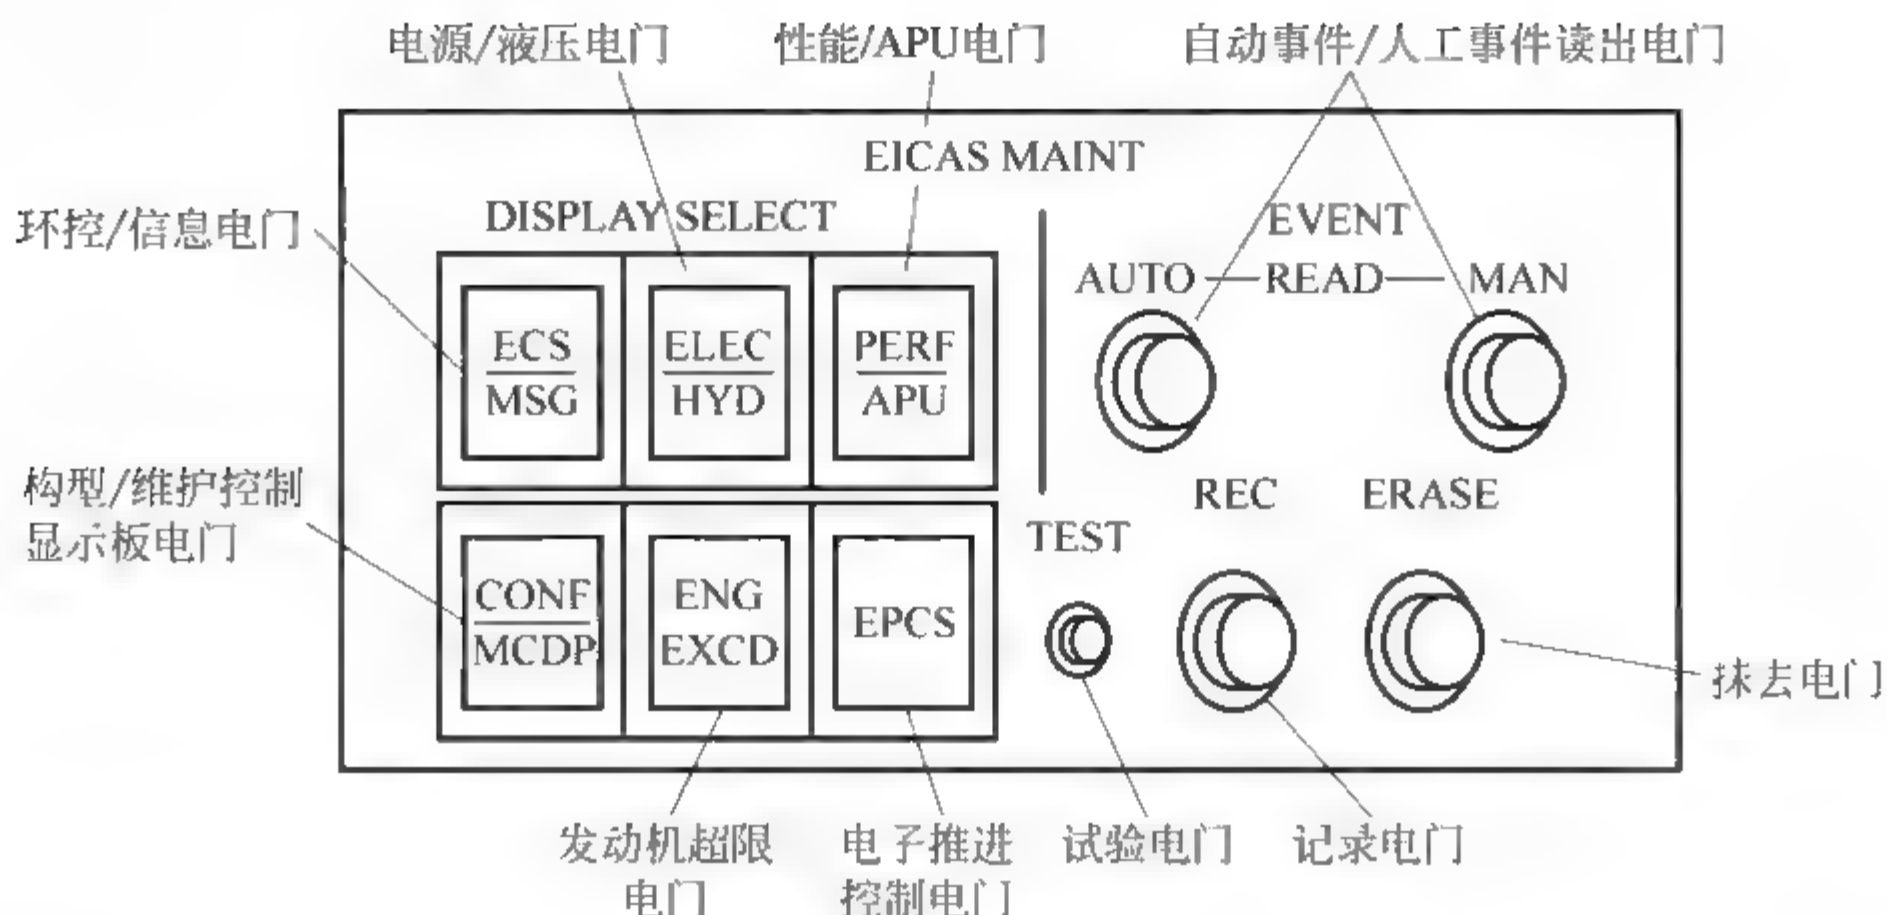 电源/液压电门
性能/APU电门
自动事件/人工事件读出电门
EICAS MAINT
环控/信息电门
DISPLAY SELECT
EVENT
AUTO
READ
MAN
ECS
MSG
ELEC
HYD
PERF
APU
构型/维护控制
显示板电门
REC
ERASE
TEST
CONF
MCDP
ENG
EXCD
EPCS
抹去电门
发动机超限
电门
电子推进
控制电门
试验电门
记录电门